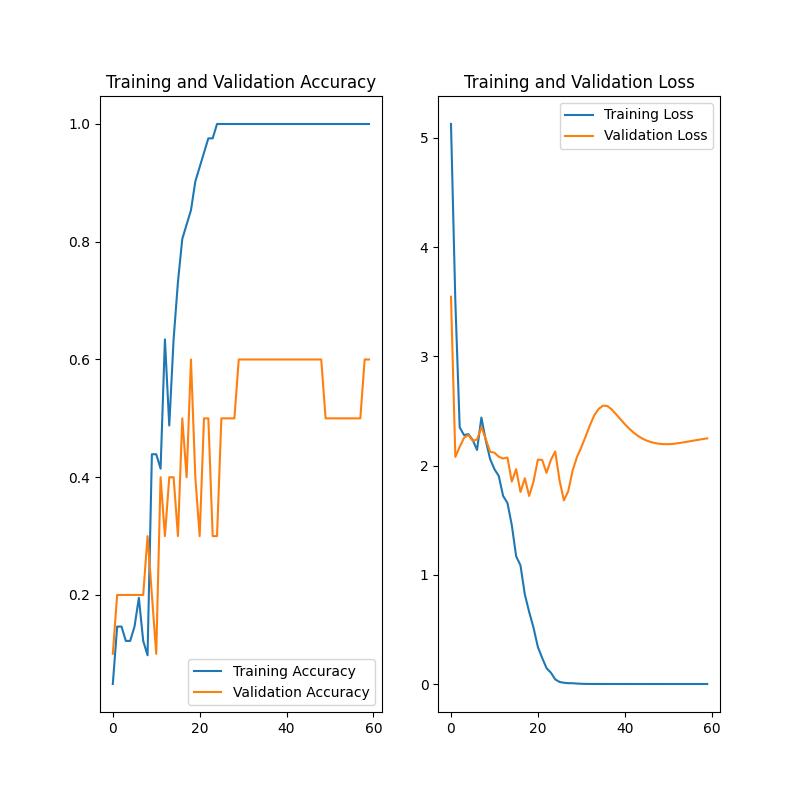 Training and Validation Accuracy
1.0
0.8
0.6
0.4
0.2
0 20 40 60
Training Accuracy
Validation Accuracy
Training and Validation Loss
5
4
3
2
1
0
0 20 40 60
Training Loss
Validation Loss